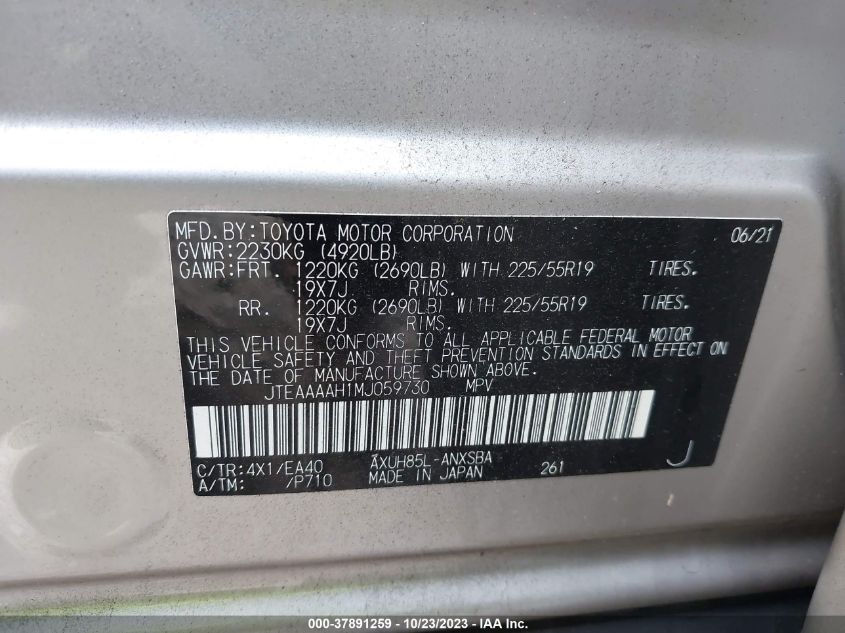 MFD.BY:TOYOTA MOTOR CORPORATION 06/21
GVWR:2230KG (4920LB)
GAWR:FRT. 1220KG (2690LB) WITH 225/55R19 TIRES.
19X7J RIMS.
RR. 1220KG (2690LB) WITH 225/55R19 TIRES.
19X7J RIMS.
THIS VEHICLE CONFORMS TO ALL APPLICABLE FEDERAL MOTOR
VEHICLE SAFETY AND THEFT PREVENTION STANDARDS IN EFFECT ON
THE DATE OF MANUFACTURE SHOWN ABOVE.
JTEAAAAH1MJ059730 MPV
C/TR:4X1/EA40 AXUH85L-ANXSBA J
A/TM: /P710 MADE IN JAPAN 261
000-37891259 - 10/23/2023 - IAA Inc.